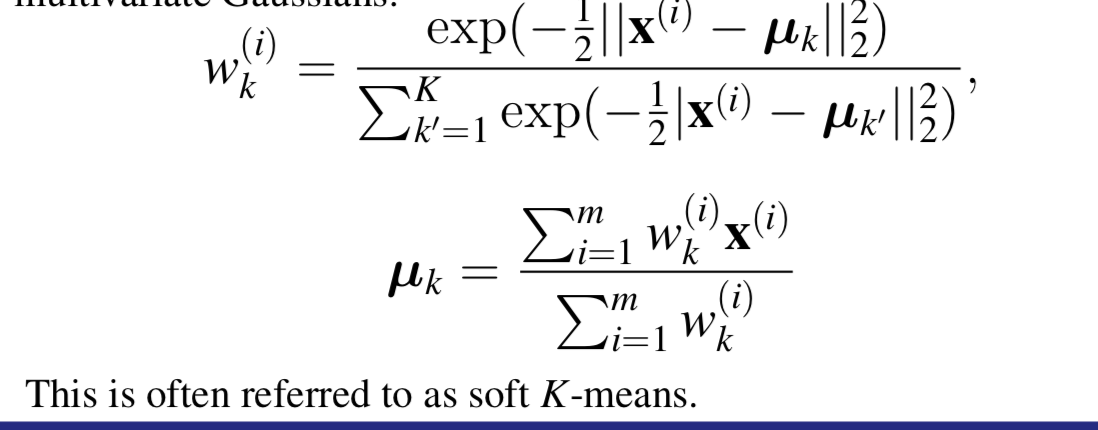 multivariate Gaussians.
w_k^{(i)} = \frac{\exp(-\frac{1}{2}||\mathbf{x}^{(i)} - \boldsymbol{\mu}_k||_2^2)}{\sum_{k'=1}^{K} \exp(-\frac{1}{2}|\mathbf{x}^{(i)} - \boldsymbol{\mu}_{k'}||_2^2)},
\boldsymbol{\mu}_k = \frac{\sum_{i=1}^{m} w_k^{(i)} \mathbf{x}^{(i)}}{\sum_{i=1}^{m} w_k^{(i)}}
This is often referred to as soft K-means.